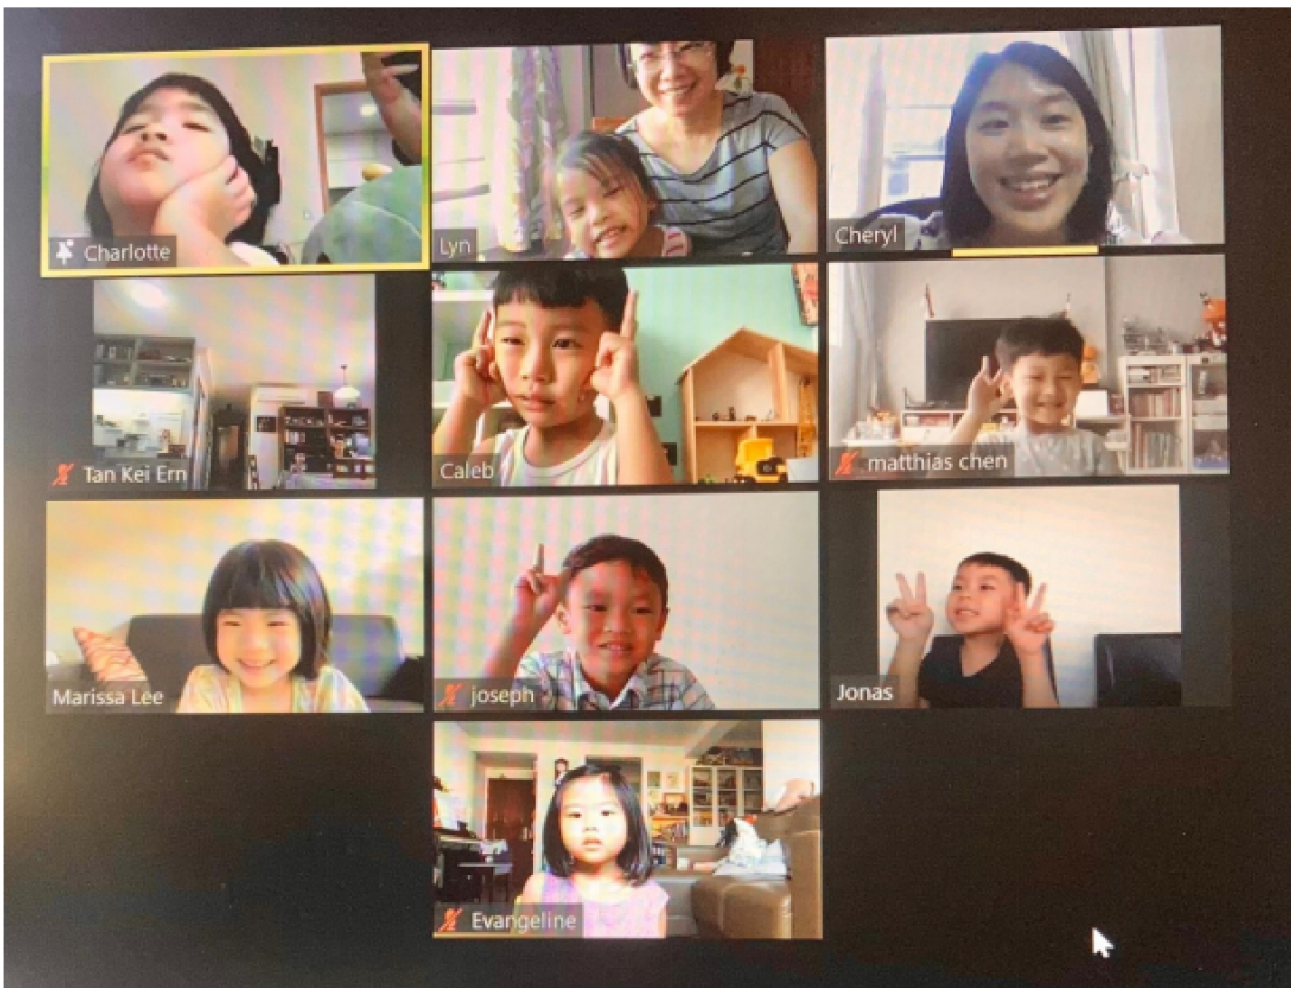 Charlotte
Lyn
Cheryl
Tan Kei Ern
Caleb
matthias chen
Marissa Lee
joseph
Jonas
Evangeline